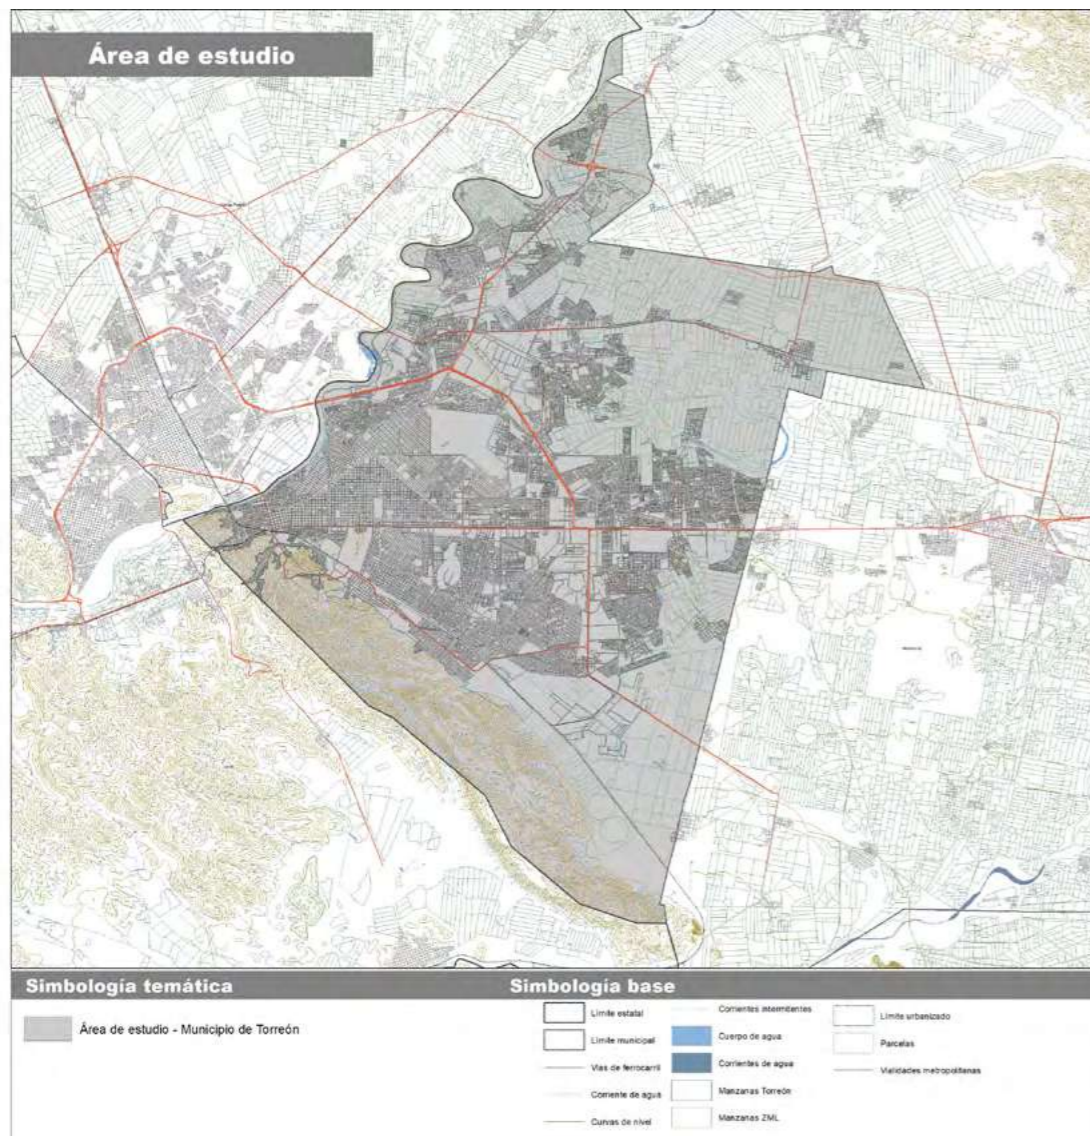 Área de estudio
Simbología temática
Área de estudio - Municipio de Torreón
Simbología base
Límite estatal
Límite municipal
Vías de ferrocarril
Corriente de agua
Curvas de nivel
Corrientes intermitentes
Cuerpo de agua
Corrientes de agua
Manzanas Torreón
Manzanas ZML
Límite urbanizado
Parcelas
Vialidades metropolitanas